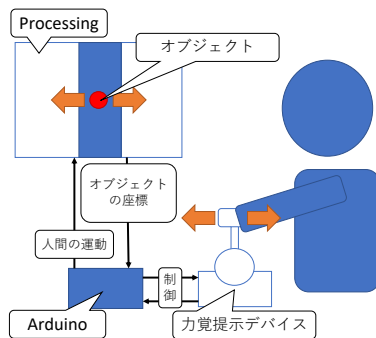 Processing
オブジェクト
オブジェクト
の座標
人間の運動
制
御
Arduino
力覚提示デバイス